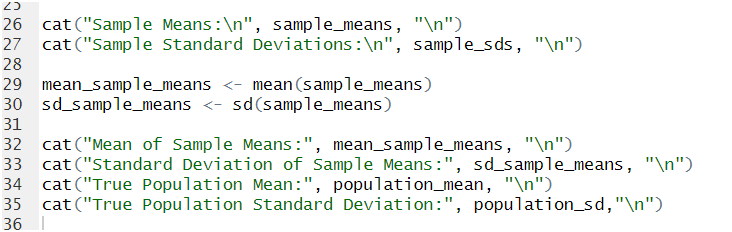 25
26 cat("Sample Means:\n", sample_means, "\n")
27 cat("Sample Standard Deviations:\n", sample_sds, "\n")
28
29 mean_sample_means <- mean(sample_means)
30 sd_sample_means <- sd(sample_means)
31
32 cat("Mean of Sample Means:", mean_sample_means, "\n")
33 cat("Standard Deviation of Sample Means:", sd_sample_means, "\n")
34 cat("True Population Mean:", population_mean, "\n")
35 cat("True Population Standard Deviation:", population_sd,"\n")
36